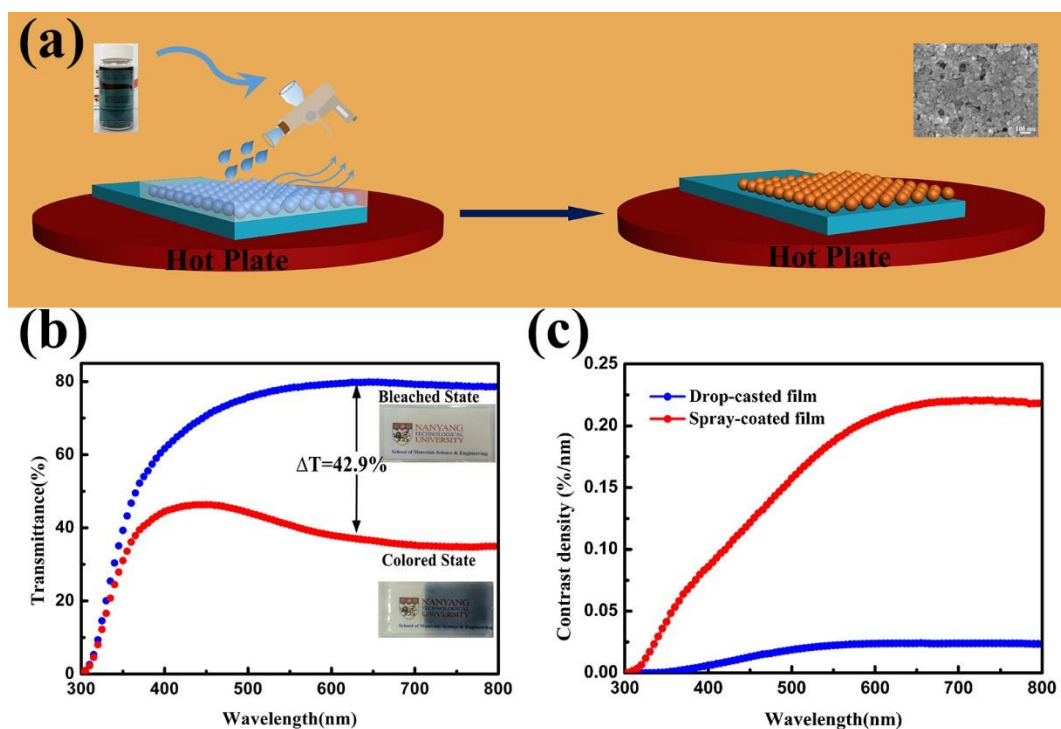 (a)
100 nm
Hot Plate
Hot Plate
(b)
Transmittance(%)
80
60
40
20
0
300
400
500
600
700
800
Wavelength(nm)
Bleached State
NANYANG
TECHNOLOGICAL
UNIVERSITY
School of Materials Science & Engineering
ΔT=42.9%
Colored State
NANYANG
TECHNOLOGICAL
UNIVERSITY
School of Materials Science & Engineering
(c)
Contrast density (%/nm)
0.25
0.20
0.15
0.10
0.05
0.00
300
400
500
600
700
800
Wavelength(nm)
Drop-casted film
Spray-coated film